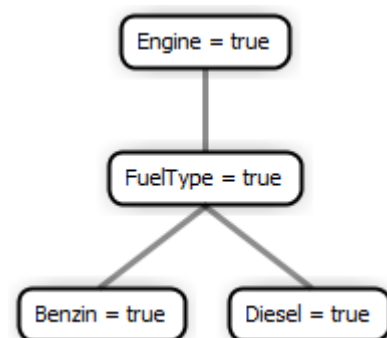 Engine = true
FuelType = true
Benzin = true
Diesel = true